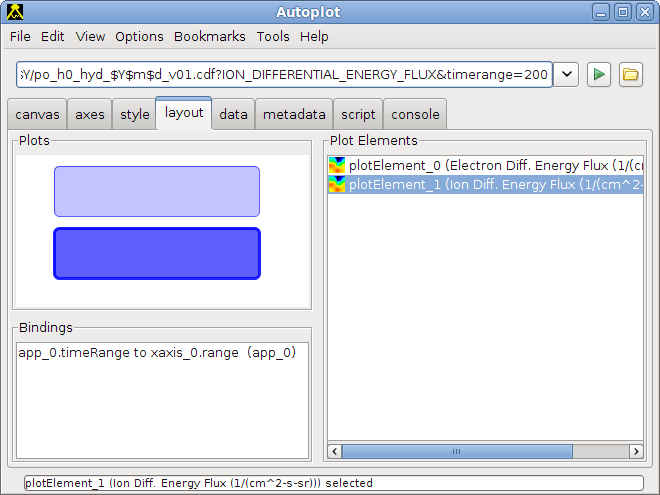 Autoplot
File Edit View Options Bookmarks Tools Help
Y/po_h0_hyd_$Y$m$d_v01.cdf?ION_DIFFERENTIAL_ENERGY_FLUX&timerange=200
canvas axes style layout data metadata script console
Plots
Plot Elements
plotElement_0 (Electron Diff. Energy Flux (1/(c
plotElement_1 (Ion Diff. Energy Flux (1/(cm^2-
Bindings
app_0.timeRange to xaxis_0.range (app_0)
plotElement_1 (Ion Diff. Energy Flux (1/(cm^2-s-sr))) selected